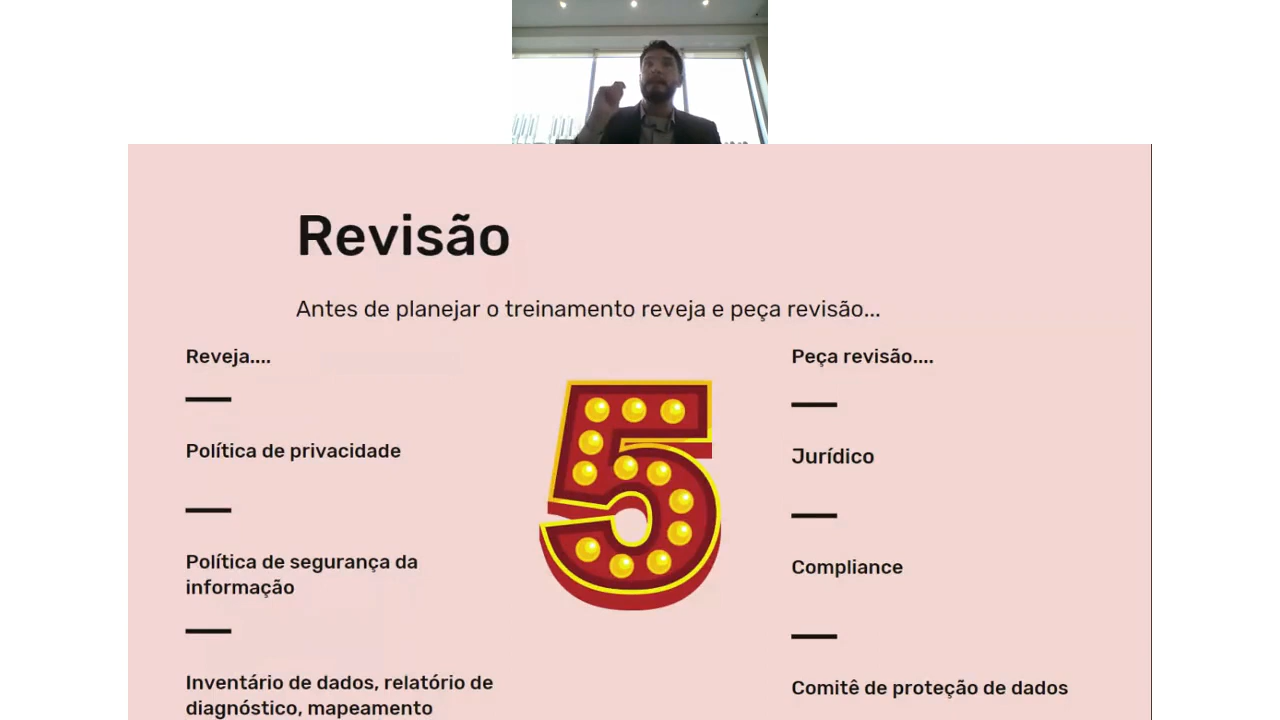 Revisão
Antes de planejar o treinamento reveja e peça revisão...
Reveja....
Política de privacidade
Política de segurança da
informação
Inventário de dados, relatório de
diagnóstico, mapeamento
5
Peça revisão....
Jurídico
Compliance
Comitê de proteção de dados